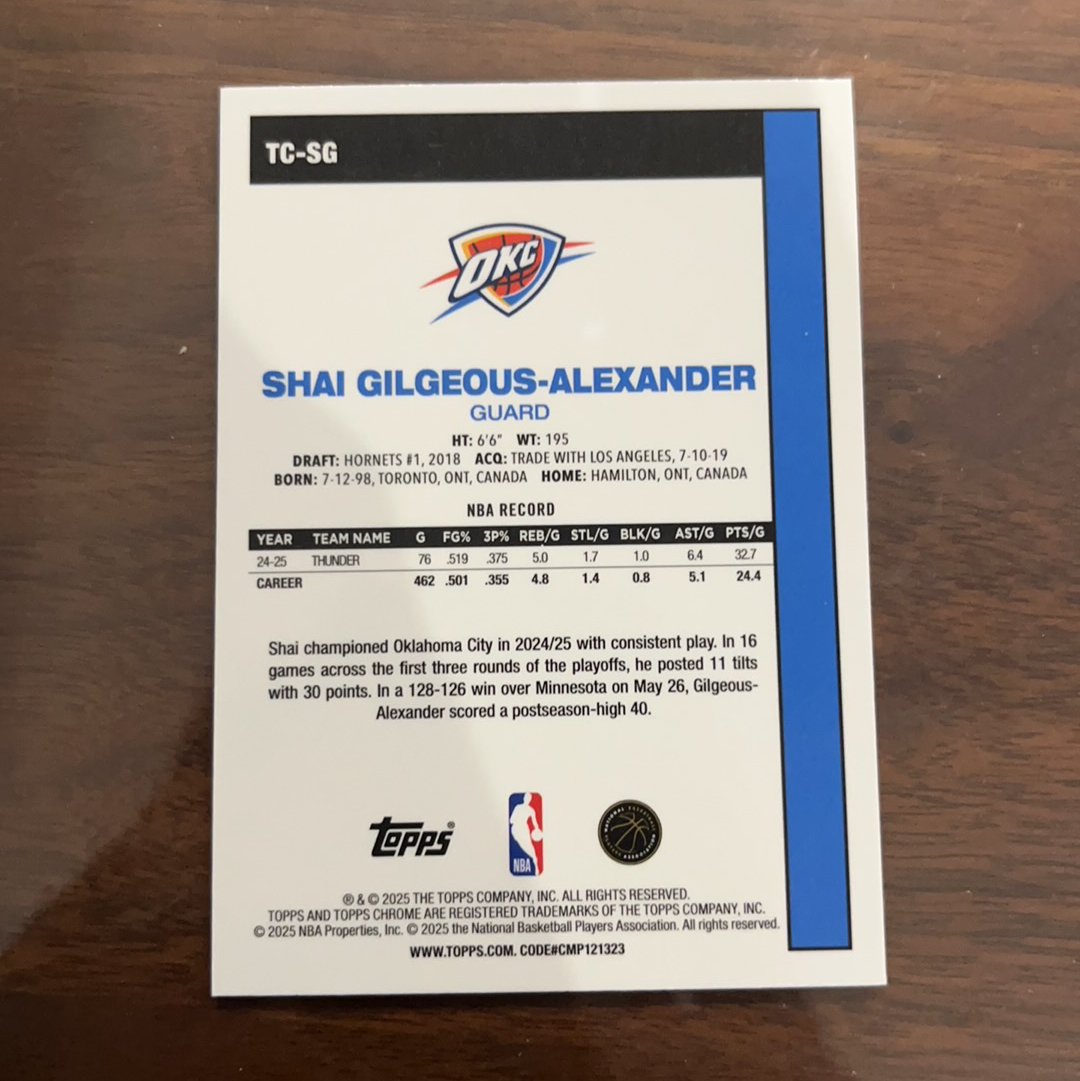 TC-SG
OKC
SHAI GILGEOUS-ALEXANDER
GUARD
HT: 6'6" WT: 195
DRAFT: HORNETS #1, 2018 ACQ: TRADE WITH LOS ANGELES, 7-10-19
BORN: 7-12-98, TORONTO, ONT, CANADA HOME: HAMILTON, ONT, CANADA
NBA RECORD
YEAR TEAM NAME G FG% 3P% REB/G STL/G BLK/G AST/G PTS/G
24-25 THUNDER 76 .519 .375 5.0 1.7 1.0 6.4 32.7
CAREER 462 .501 .355 4.8 1.4 0.8 5.1 24.4
Shai championed Oklahoma City in 2024/25 with consistent play. In 16
games across the first three rounds of the playoffs, he posted 11 tilts
with 30 points. In a 128-126 win over Minnesota on May 26, Gilgeous-
Alexander scored a postseason-high 40.
topps® NBA NATIONAL BASKETBALL PLAYERS ASSOCIATION
® & © 2025 THE TOPPS COMPANY, INC. ALL RIGHTS RESERVED.
TOPPS AND TOPPS CHROME ARE REGISTERED TRADEMARKS OF THE TOPPS COMPANY, INC.
© 2025 NBA Properties, Inc. © 2025 the National Basketball Players Association. All rights reserved.
WWW.TOPPS.COM. CODE#CMP121323